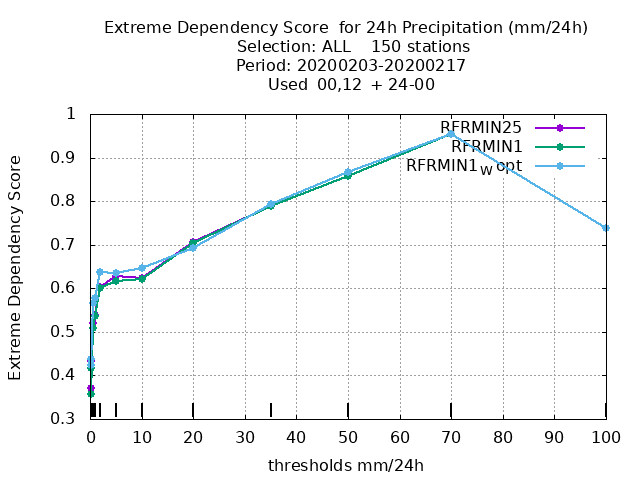 Extreme Dependency Score  for 24h Precipitation (mm/24h)
Selection: ALL    150 stations
Period: 20200203-20200217
Used  00,12  + 24-00
RFRMIN25
RFRMIN1
RFRMIN1w opt
Extreme Dependency Score
1
0.9
0.8
0.7
0.6
0.5
0.4
0.3
0 10 20 30 40 50 60 70 80 90 100
thresholds mm/24h